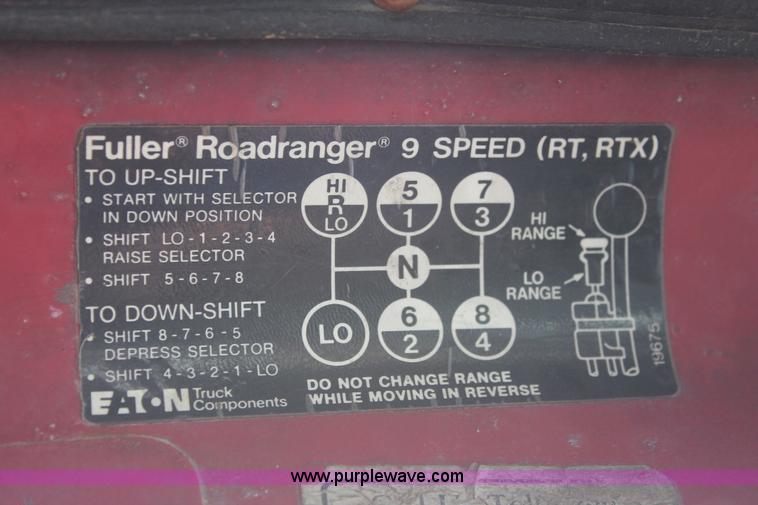 Fuller® Roadranger® 9 SPEED (RT, RTX)
TO UP-SHIFT
• START WITH SELECTOR
IN DOWN POSITION
• SHIFT LO-1-2-3-4
RAISE SELECTOR
• SHIFT 5-6-7-8
TO DOWN-SHIFT
• SHIFT 8-7-6-5
DEPRESS SELECTOR
• SHIFT 4-3-2-1-LO
EATON Truck
Components
HI
R
LO
5
1
7
3
N
LO
6
2
8
4
DO NOT CHANGE RANGE
WHILE MOVING IN REVERSE
HI
RANGE
LO
RANGE
19675
www.purplewave.com